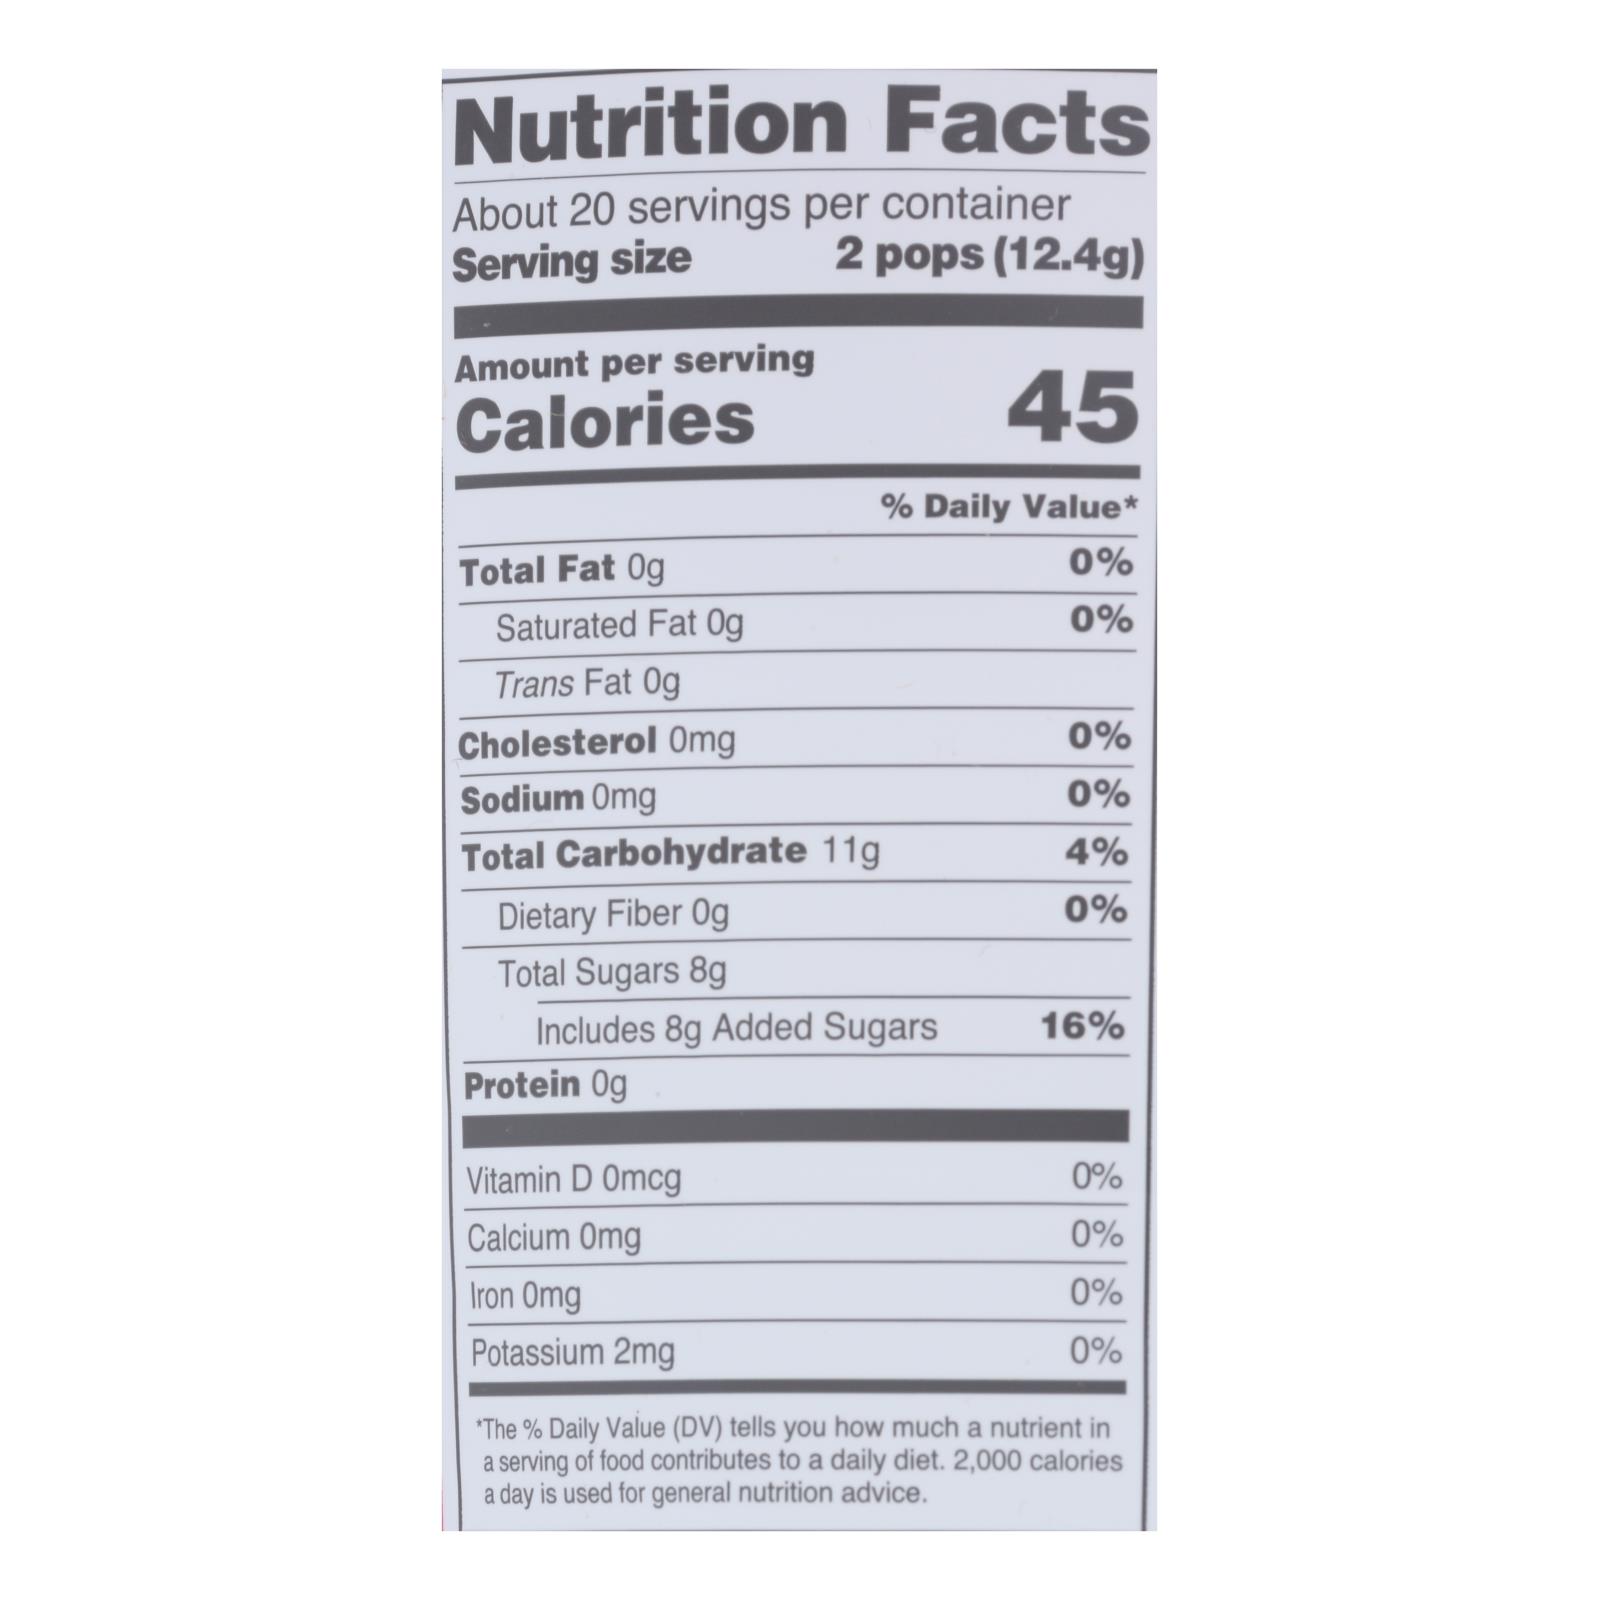 Nutrition Facts
About 20 servings per container
Serving size 2 pops (12.4g)
Amount per serving
Calories 45
% Daily Value*
Total Fat 0g 0%
Saturated Fat 0g 0%
Trans Fat 0g
Cholesterol 0mg 0%
Sodium 0mg 0%
Total Carbohydrate 11g 4%
Dietary Fiber 0g 0%
Total Sugars 8g
Includes 8g Added Sugars 16%
Protein 0g
Vitamin D 0mcg 0%
Calcium 0mg 0%
Iron 0mg 0%
Potassium 2mg 0%
*The % Daily Value (DV) tells you how much a nutrient in
a serving of food contributes to a daily diet. 2,000 calories
a day is used for general nutrition advice.